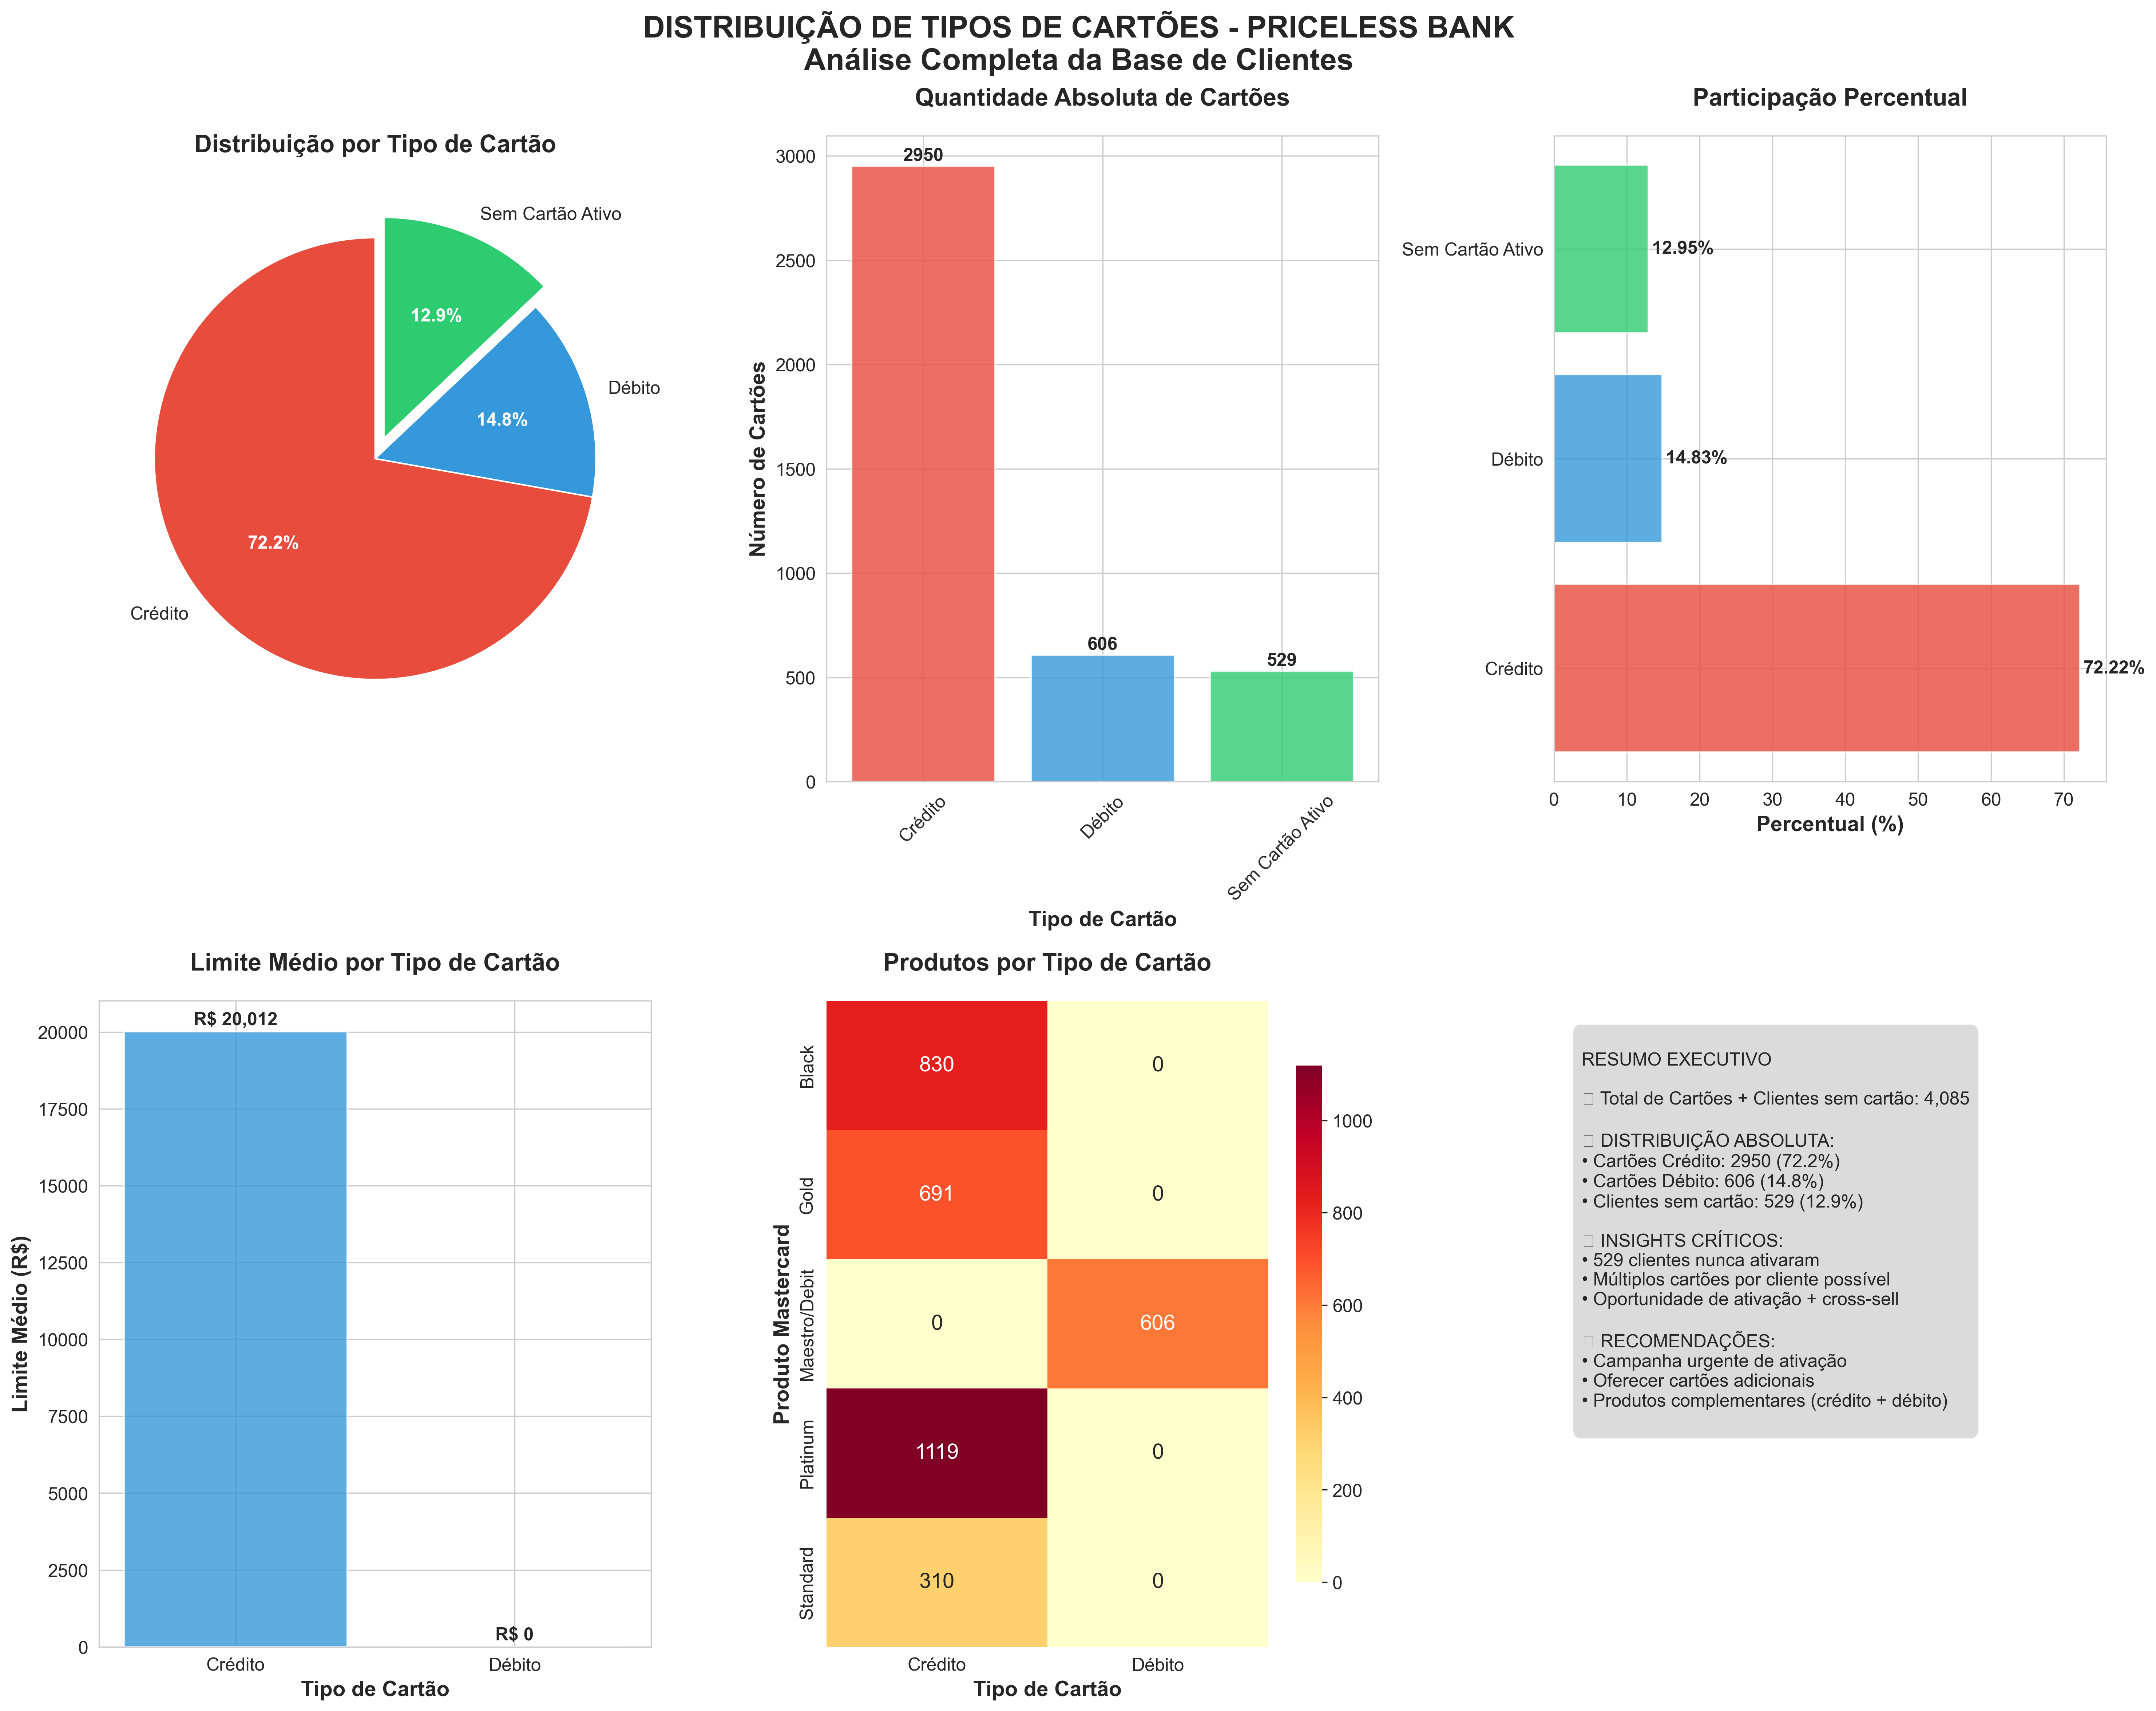 DISTRIBUIÇÃO DE TIPOS DE CARTÕES - PRICELESS BANK
Análise Completa da Base de Clientes
Distribuição por Tipo de Cartão
Sem Cartão Ativo
12.9%
Débito
14.8%
72.2%
Crédito
Quantidade Absoluta de Cartões
Número de Cartões
3000
2500
2000
1500
1000
500
0
2950
606
529
Crédito
Débito
Sem Cartão Ativo
Tipo de Cartão
Participação Percentual
Sem Cartão Ativo
12.95%
Débito
14.83%
Crédito
72.22%
0 10 20 30 40 50 60 70
Percentual (%)
Limite Médio por Tipo de Cartão
Limite Médio (R$)
20000
17500
15000
12500
10000
7500
5000
2500
0
R$ 20,012
R$ 0
Crédito Débito
Tipo de Cartão
Produtos por Tipo de Cartão
Produto Mastercard
Black 830 0
Gold 691 0
Maestro/Debit 0 606
Platinum 1119 0
Standard 310 0
Crédito Débito
Tipo de Cartão
1000
800
600
400
200
0
RESUMO EXECUTIVO
Total de Cartões + Clientes sem cartão: 4,085
DISTRIBUIÇÃO ABSOLUTA:
• Cartões Crédito: 2950 (72.2%)
• Cartões Débito: 606 (14.8%)
• Clientes sem cartão: 529 (12.9%)
INSIGHTS CRÍTICOS:
• 529 clientes nunca ativaram
• Múltiplos cartões por cliente possível
• Oportunidade de ativação + cross-sell
RECOMENDAÇÕES:
• Campanha urgente de ativação
• Oferecer cartões adicionais
• Produtos complementares (crédito + débito)